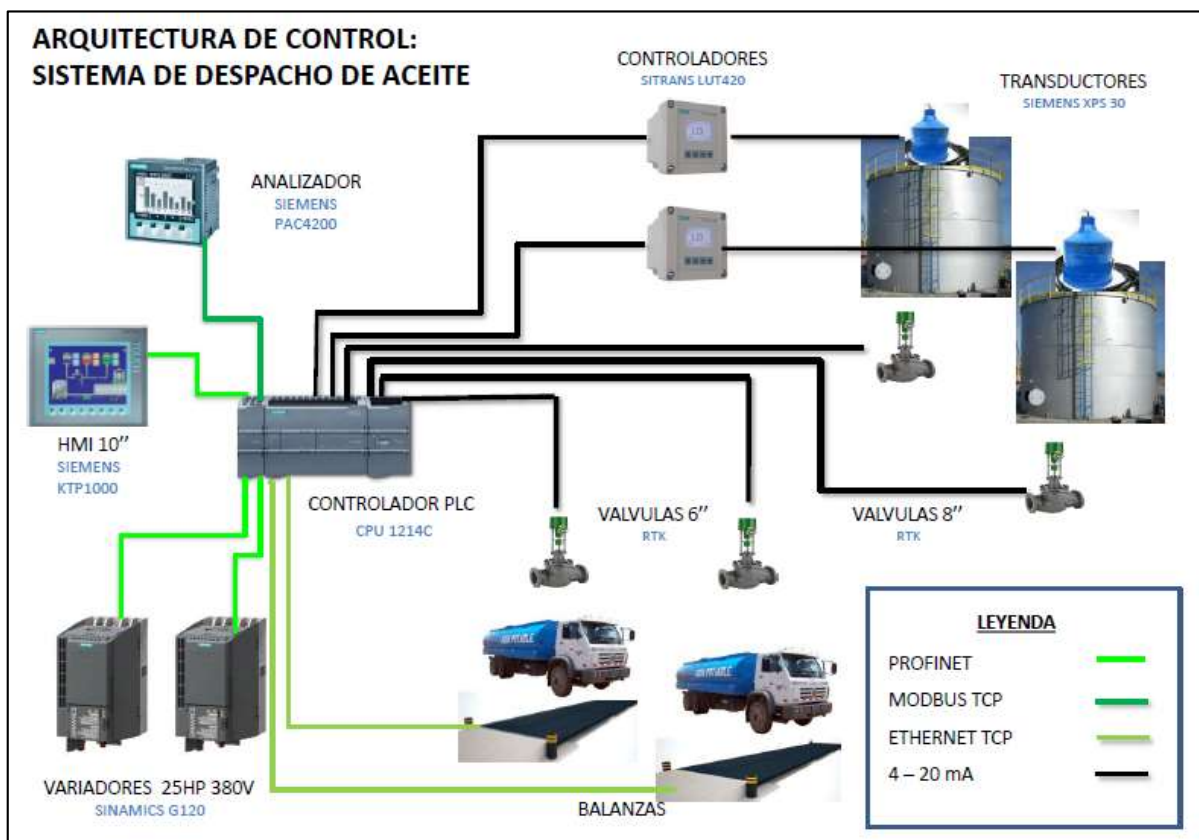 ARQUITECTURA DE CONTROL:
SISTEMA DE DESPACHO DE ACEITE
CONTROLADORES
SITRANS LUT420
TRANSDUCTORES
SIEMENS XPS 30
ANALIZADOR
SIEMENS
PAC4200
HMI 10’’
SIEMENS
KTP1000
CONTROLADOR PLC
CPU 1214C
VALVULAS 6’’
RTK
VALVULAS 8’’
RTK
VARIADORES 25HP 380V
SINAMICS G120
BALANZAS
LEYENDA
PROFINET
MODBUS TCP
ETHERNET TCP
4 – 20 mA